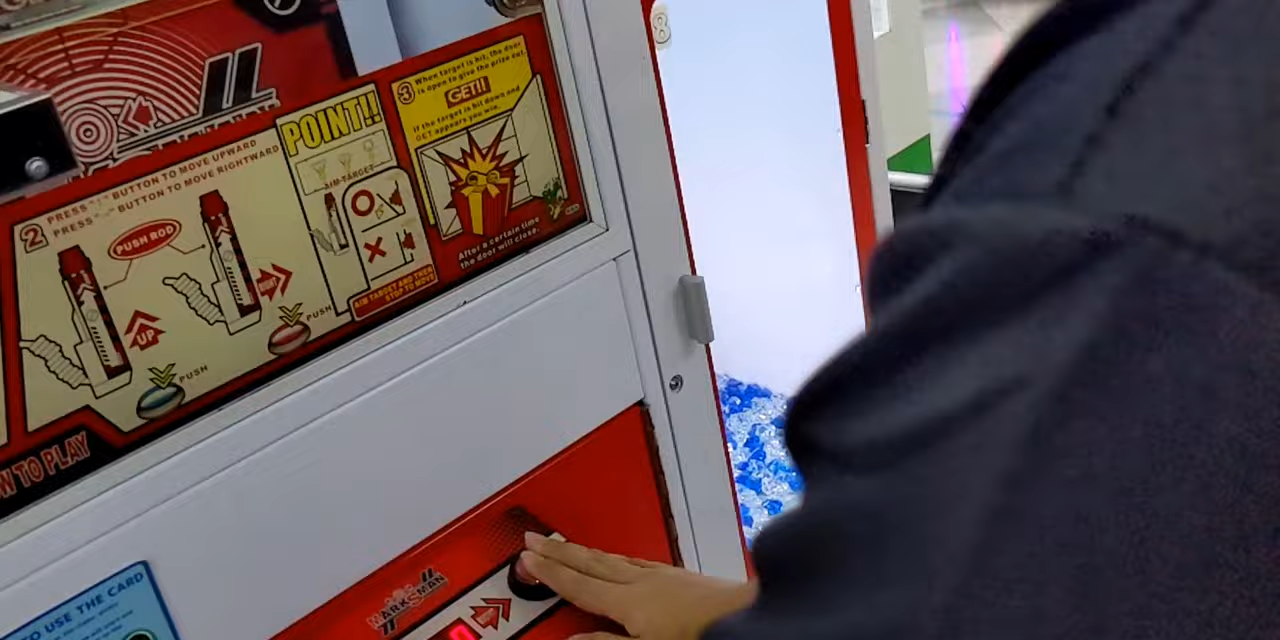 2 PRESS "↑" BUTTON TO MOVE UPWARD
PRESS "→" BUTTON TO MOVE RIGHTWARD
PUSH ROD
UP
RIGHT
PUSH
PUSH
POINT!!
AIM TARGET
AIM TARGET AND THEN
STOP TO MOVE
3 When target is hit, the door
is open to give the prize out.
GET!!
If the target is hit down and
GET appears you win.
After a certain time
the door will close.
W TO PLAY
TO USE THE CARD
MARKSMAN
8